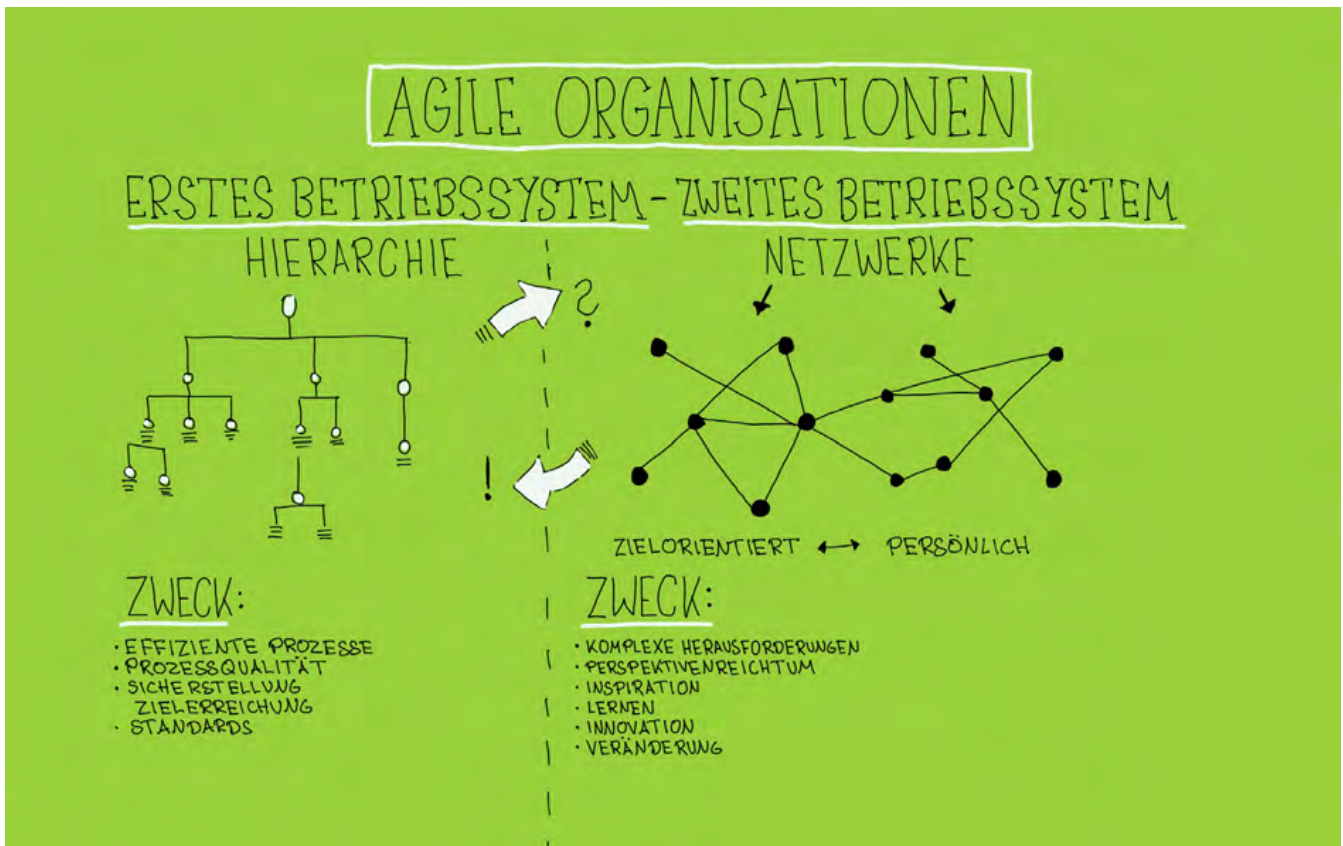 AGILE ORGANISATIONEN
ERSTES BETRIEBSSYSTEM - ZWEITES BETRIEBSSYSTEM
HIERARCHIE
NETZWERKE
?
!
ZIELORIENTIERT ↔ PERSÖNLICH
ZWECK:
· EFFIZIENTE PROZESSE
· PROZESSQUALITÄT
· SICHERSTELLUNG
ZIELERREICHUNG
· STANDARDS
ZWECK:
· KOMPLEXE HERAUSFORDERUNGEN
· PERSPEKTIVENREICHTUM
· INSPIRATION
· LERNEN
· INNOVATION
· VERÄNDERUNG